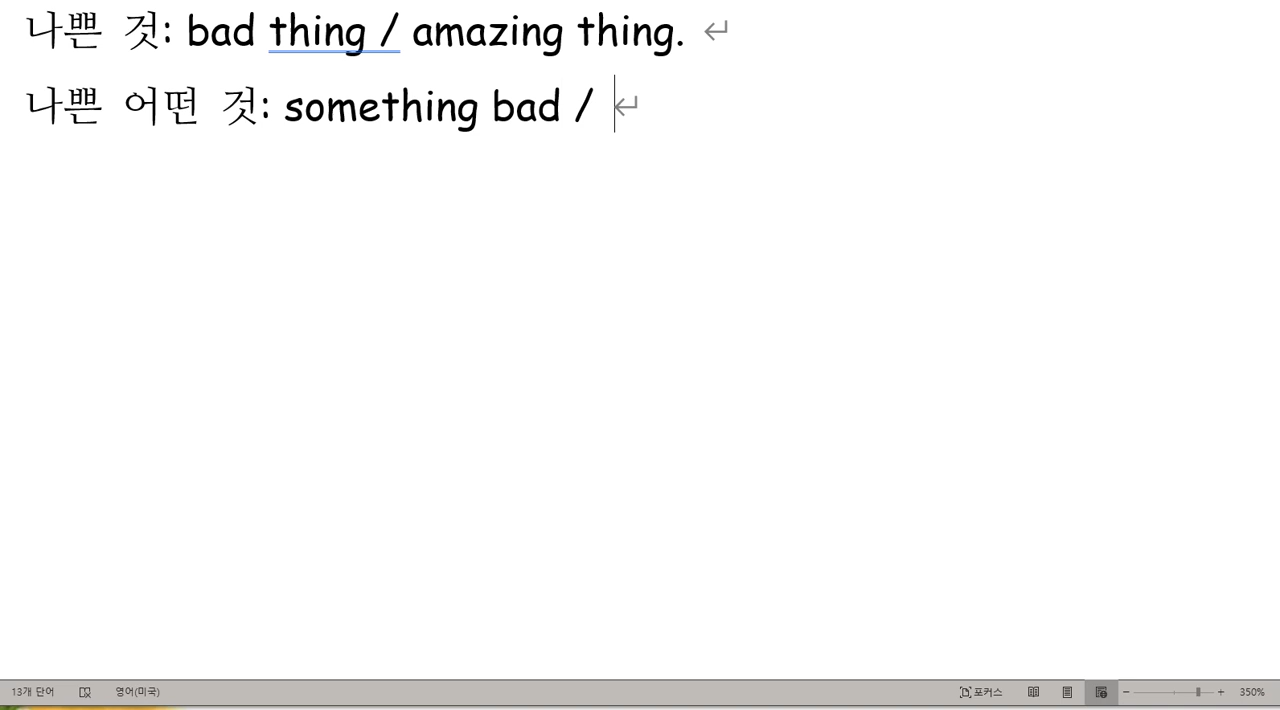 나쁜 것: bad thing / amazing thing.
나쁜 어떤 것: something bad /
13개 단어 영어(미국) 포커스 350%